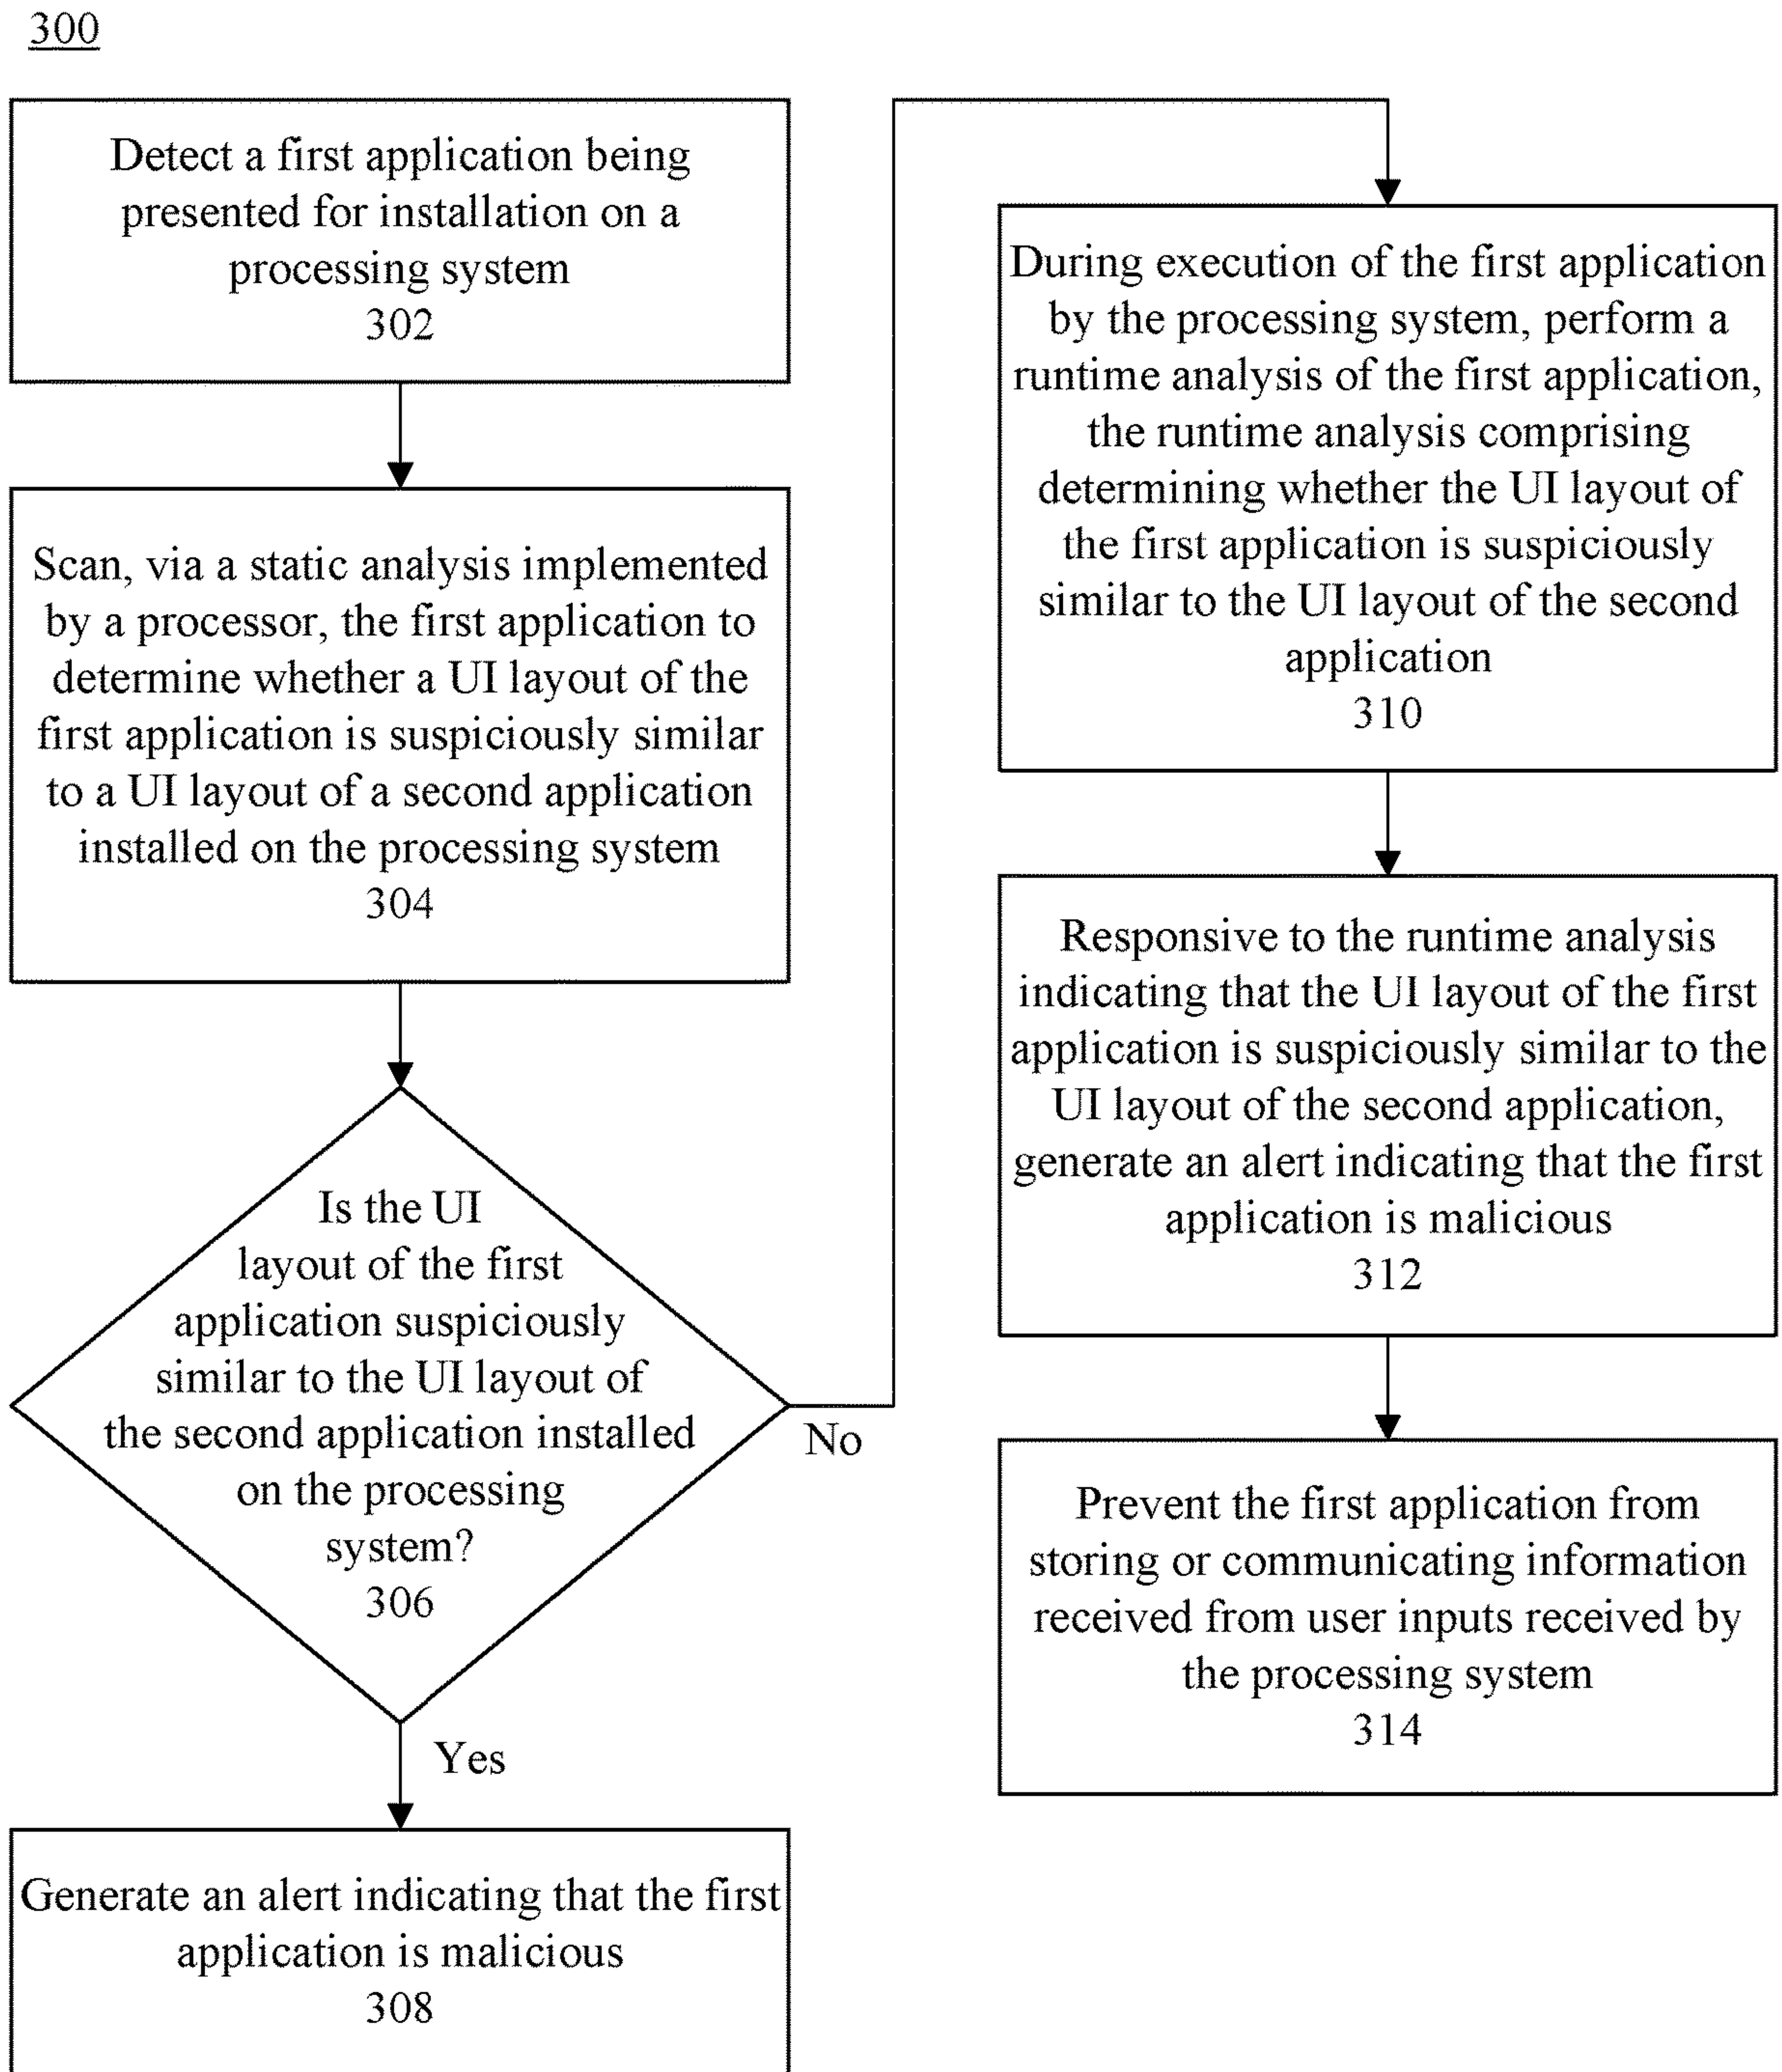 300
Detect a first application being
presented for installation on a
processing system
302
Scan, via a static analysis implemented
by a processor, the first application to
determine whether a UI layout of the
first application is suspiciously similar
to a UI layout of a second application
installed on the processing system
304
Is the UI
layout of the first
application suspiciously
similar to the UI layout of
the second application installed
on the processing
system?
306
No
Yes
Generate an alert indicating that the first
application is malicious
308
During execution of the first application
by the processing system, perform a
runtime analysis of the first application,
the runtime analysis comprising
determining whether the UI layout of
the first application is suspiciously
similar to the UI layout of the second
application
310
Responsive to the runtime analysis
indicating that the UI layout of the first
application is suspiciously similar to the
UI layout of the second application,
generate an alert indicating that the first
application is malicious
312
Prevent the first application from
storing or communicating information
received from user inputs received by
the processing system
314